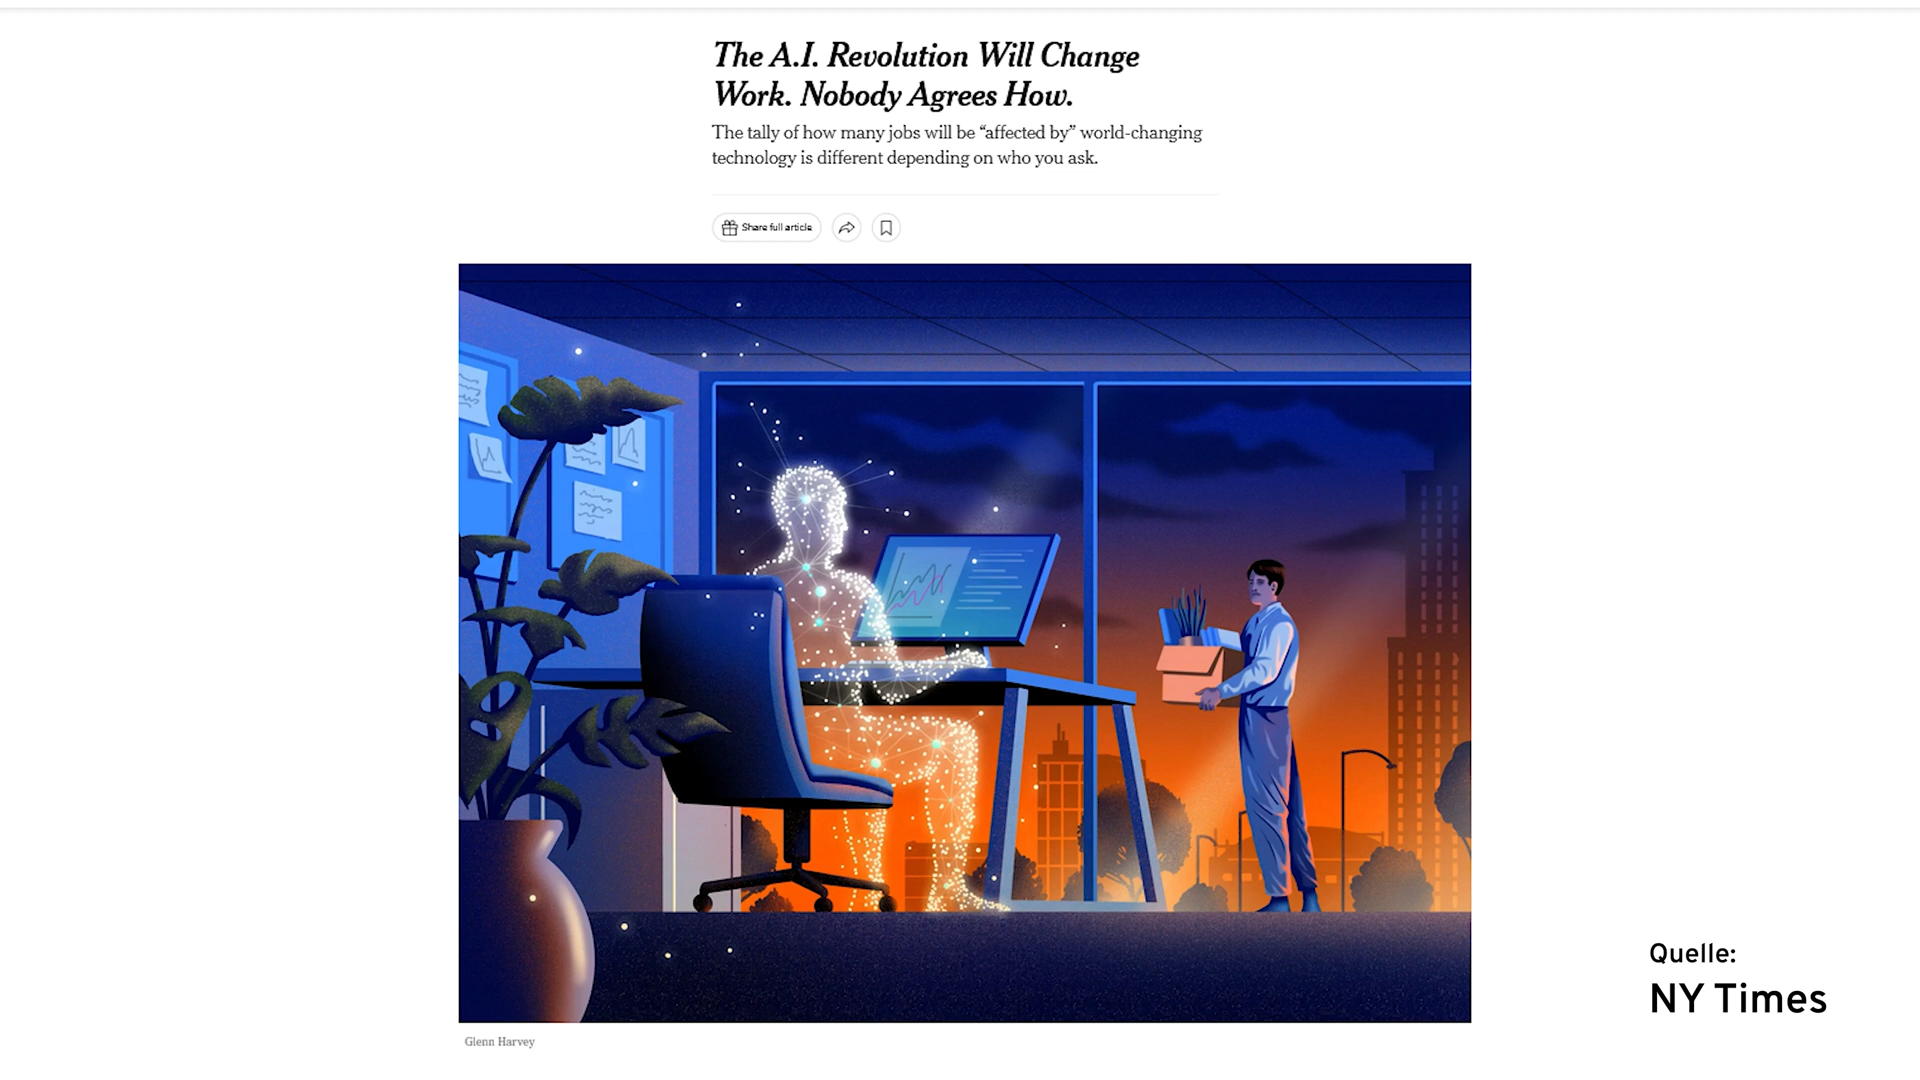 The A.I. Revolution Will Change
Work. Nobody Agrees How.
The tally of how many jobs will be “affected by” world-changing
technology is different depending on who you ask.
Share full article
Glenn Harvey
Quelle:
NY Times